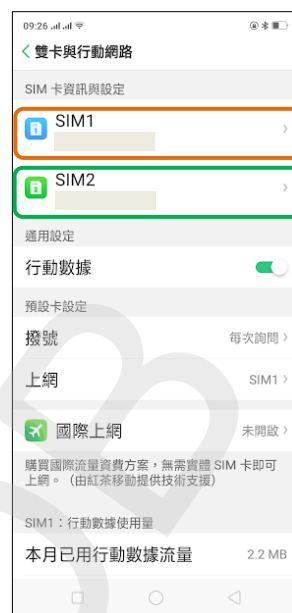 09:26
雙卡與行動網路
SIM 卡資訊與設定
SIM1
SIM2
通用設定
行動數據
預設卡設定
撥號 每次詢問
上網 SIM1
國際上網 未開啟
購買國際流量資費方案，無需實體 SIM 卡即可
上網。（由紅茶移動提供技術支援）
SIM1：行動數據使用量
本月已用行動數據流量 2.2 MB